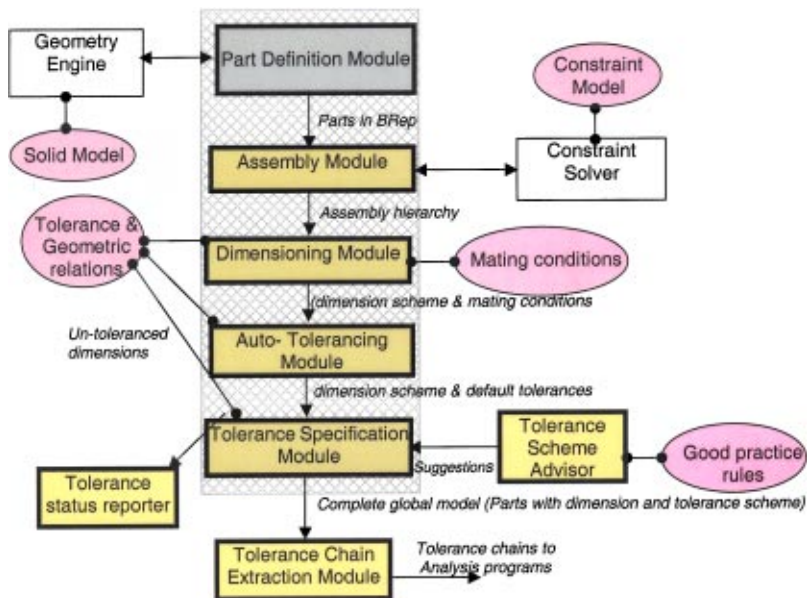 Geometry
Engine
Part Definition Module
Constraint
Model
Parts in BRep
Solid Model
Assembly Module
Constraint
Solver
Assembly hierarchy
Tolerance &
Geometric
relations
Dimensioning Module
Mating conditions
(dimension scheme & mating conditions
Un-toleranced
dimensions
Auto- Tolerancing
Module
dimension scheme & default tolerances
Tolerance Specification
Module
Suggestions
Tolerance
Scheme
Advisor
Good practice
rules
Tolerance
status reporter
Complete global model (Parts with dimension and tolerance scheme)
Tolerance Chain
Extraction Module
Tolerance chains to
Analysis programs